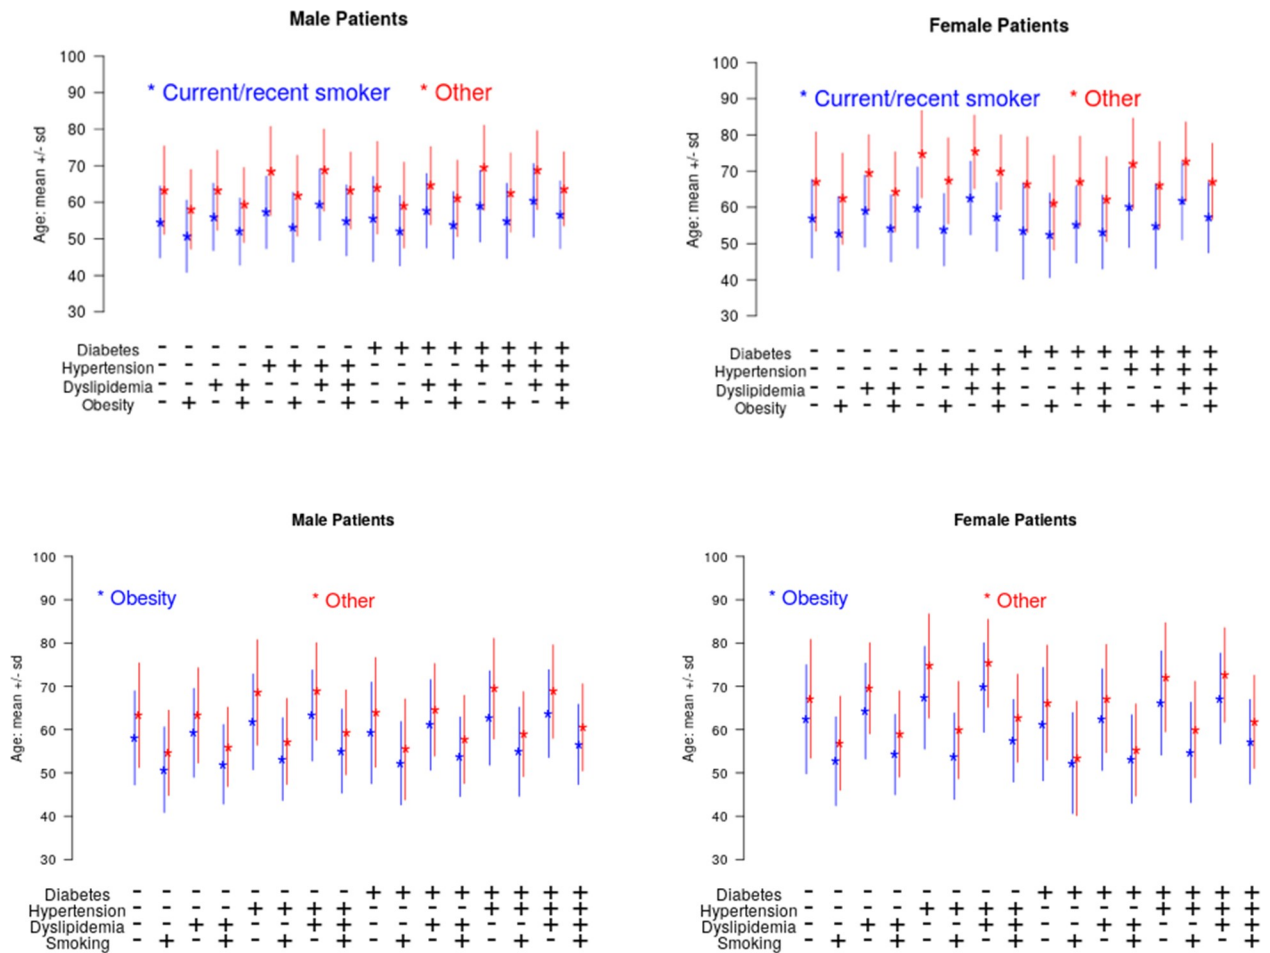 Male Patients
100
90
80
70
60
50
40
30
Age: mean +/- sd
* Current/recent smoker * Other
Diabetes - - - - - - - - + + + + + + + +
Hypertension - - - - + + + + - - - - + + + +
Dyslipidemia - - + + - - + + - - + + - - + +
Obesity - + - + - + - + - + - + - + - +
Female Patients
100
90
80
70
60
50
40
30
Age: mean +/- sd
* Current/recent smoker * Other
Diabetes - - - - - - - - + + + + + + + +
Hypertension - - - - + + + + - - - - + + + +
Dyslipidemia - - + + - - + + - - + + - - + +
Obesity - + - + - + - + - + - + - + - +
Male Patients
100
90
80
70
60
50
40
30
Age: mean +/- sd
* Obesity * Other
Diabetes - - - - - - - - + + + + + + + +
Hypertension - - - - + + + + - - - - + + + +
Dyslipidemia - - + + - - + + - - + + - - + +
Smoking - + - + - + - + - + - + - + - +
Female Patients
100
90
80
70
60
50
40
30
Age: mean +/- sd
* Obesity * Other
Diabetes - - - - - - - - + + + + + + + +
Hypertension - - - - + + + + - - - - + + + +
Dyslipidemia - - + + - - + + - - + + - - + +
Smoking - + - + - + - + - + - + - + - +